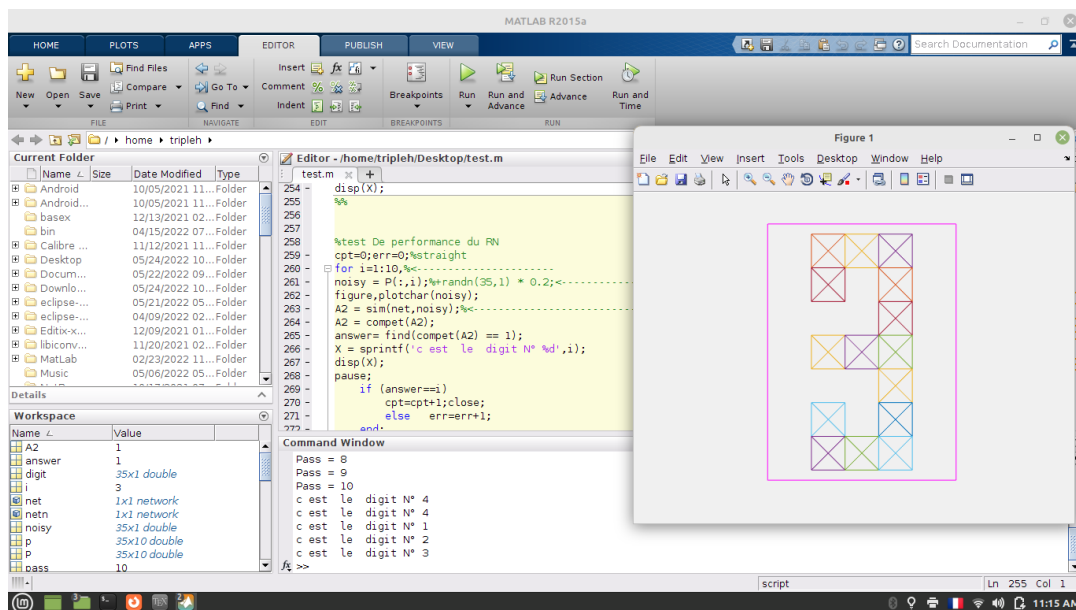 MATLAB R2015a
HOME PLOTS APPS EDITOR PUBLISH VIEW Search Documentation
New Open Save Find Files Compare Print Go To Find Insert Comment Indent Breakpoints Run Run and Advance Run Section Advance Run and Time
FILE NAVIGATE EDIT BREAKPOINTS RUN
/ home tripleh
Current Folder
Name Size Date Modified Type
Android 10/05/2021 11... Folder
Android... 10/05/2021 11... Folder
basex 12/13/2021 02... Folder
bin 04/15/2022 07... Folder
Calibre ... 11/12/2021 11... Folder
Desktop 05/24/2022 10... Folder
Docum... 05/22/2022 09... Folder
Downlo... 05/24/2022 10... Folder
eclipse-... 05/21/2022 05... Folder
eclipse-... 04/09/2022 02... Folder
Editix-x... 12/09/2021 01... Folder
libiconv... 11/20/2021 02... Folder
MatLab 02/23/2022 11... Folder
Music 05/06/2022 05... Folder
Details
Workspace
Name Value
A2 1
answer 1
digit 35x1 double
i 3
net 1x1 network
netn 1x1 network
noisy 35x1 double
p 35x10 double
P 35x10 double
pass 10
Editor - /home/tripleh/Desktop/test.m
test.m
254 - disp(X);
255 %%
256
257
258 %test De performance du RN
259 - cpt=0;err=0;%straight
260 - for i=1:10,%<----------------------
261 - noisy = P(:,i);%+randn(35,1) * 0.2;<-------------
262 - figure,plotchar(noisy);
263 - A2 = sim(net,noisy);%<------------------------
264 - A2 = compet(A2);
265 - answer= find(compet(A2) == 1);
266 - X = sprintf('c est le digit N° %d',i);
267 - disp(X);
268 - pause;
269 - if (answer==i)
270 - cpt=cpt+1;close;
271 - else err=err+1;
272 - end;
Command Window
Pass = 8
Pass = 9
Pass = 10
c est le digit N° 4
c est le digit N° 4
c est le digit N° 1
c est le digit N° 2
c est le digit N° 3
fx >>
Figure 1
File Edit View Insert Tools Desktop Window Help
script Ln 255 Col 1
11:15 AM